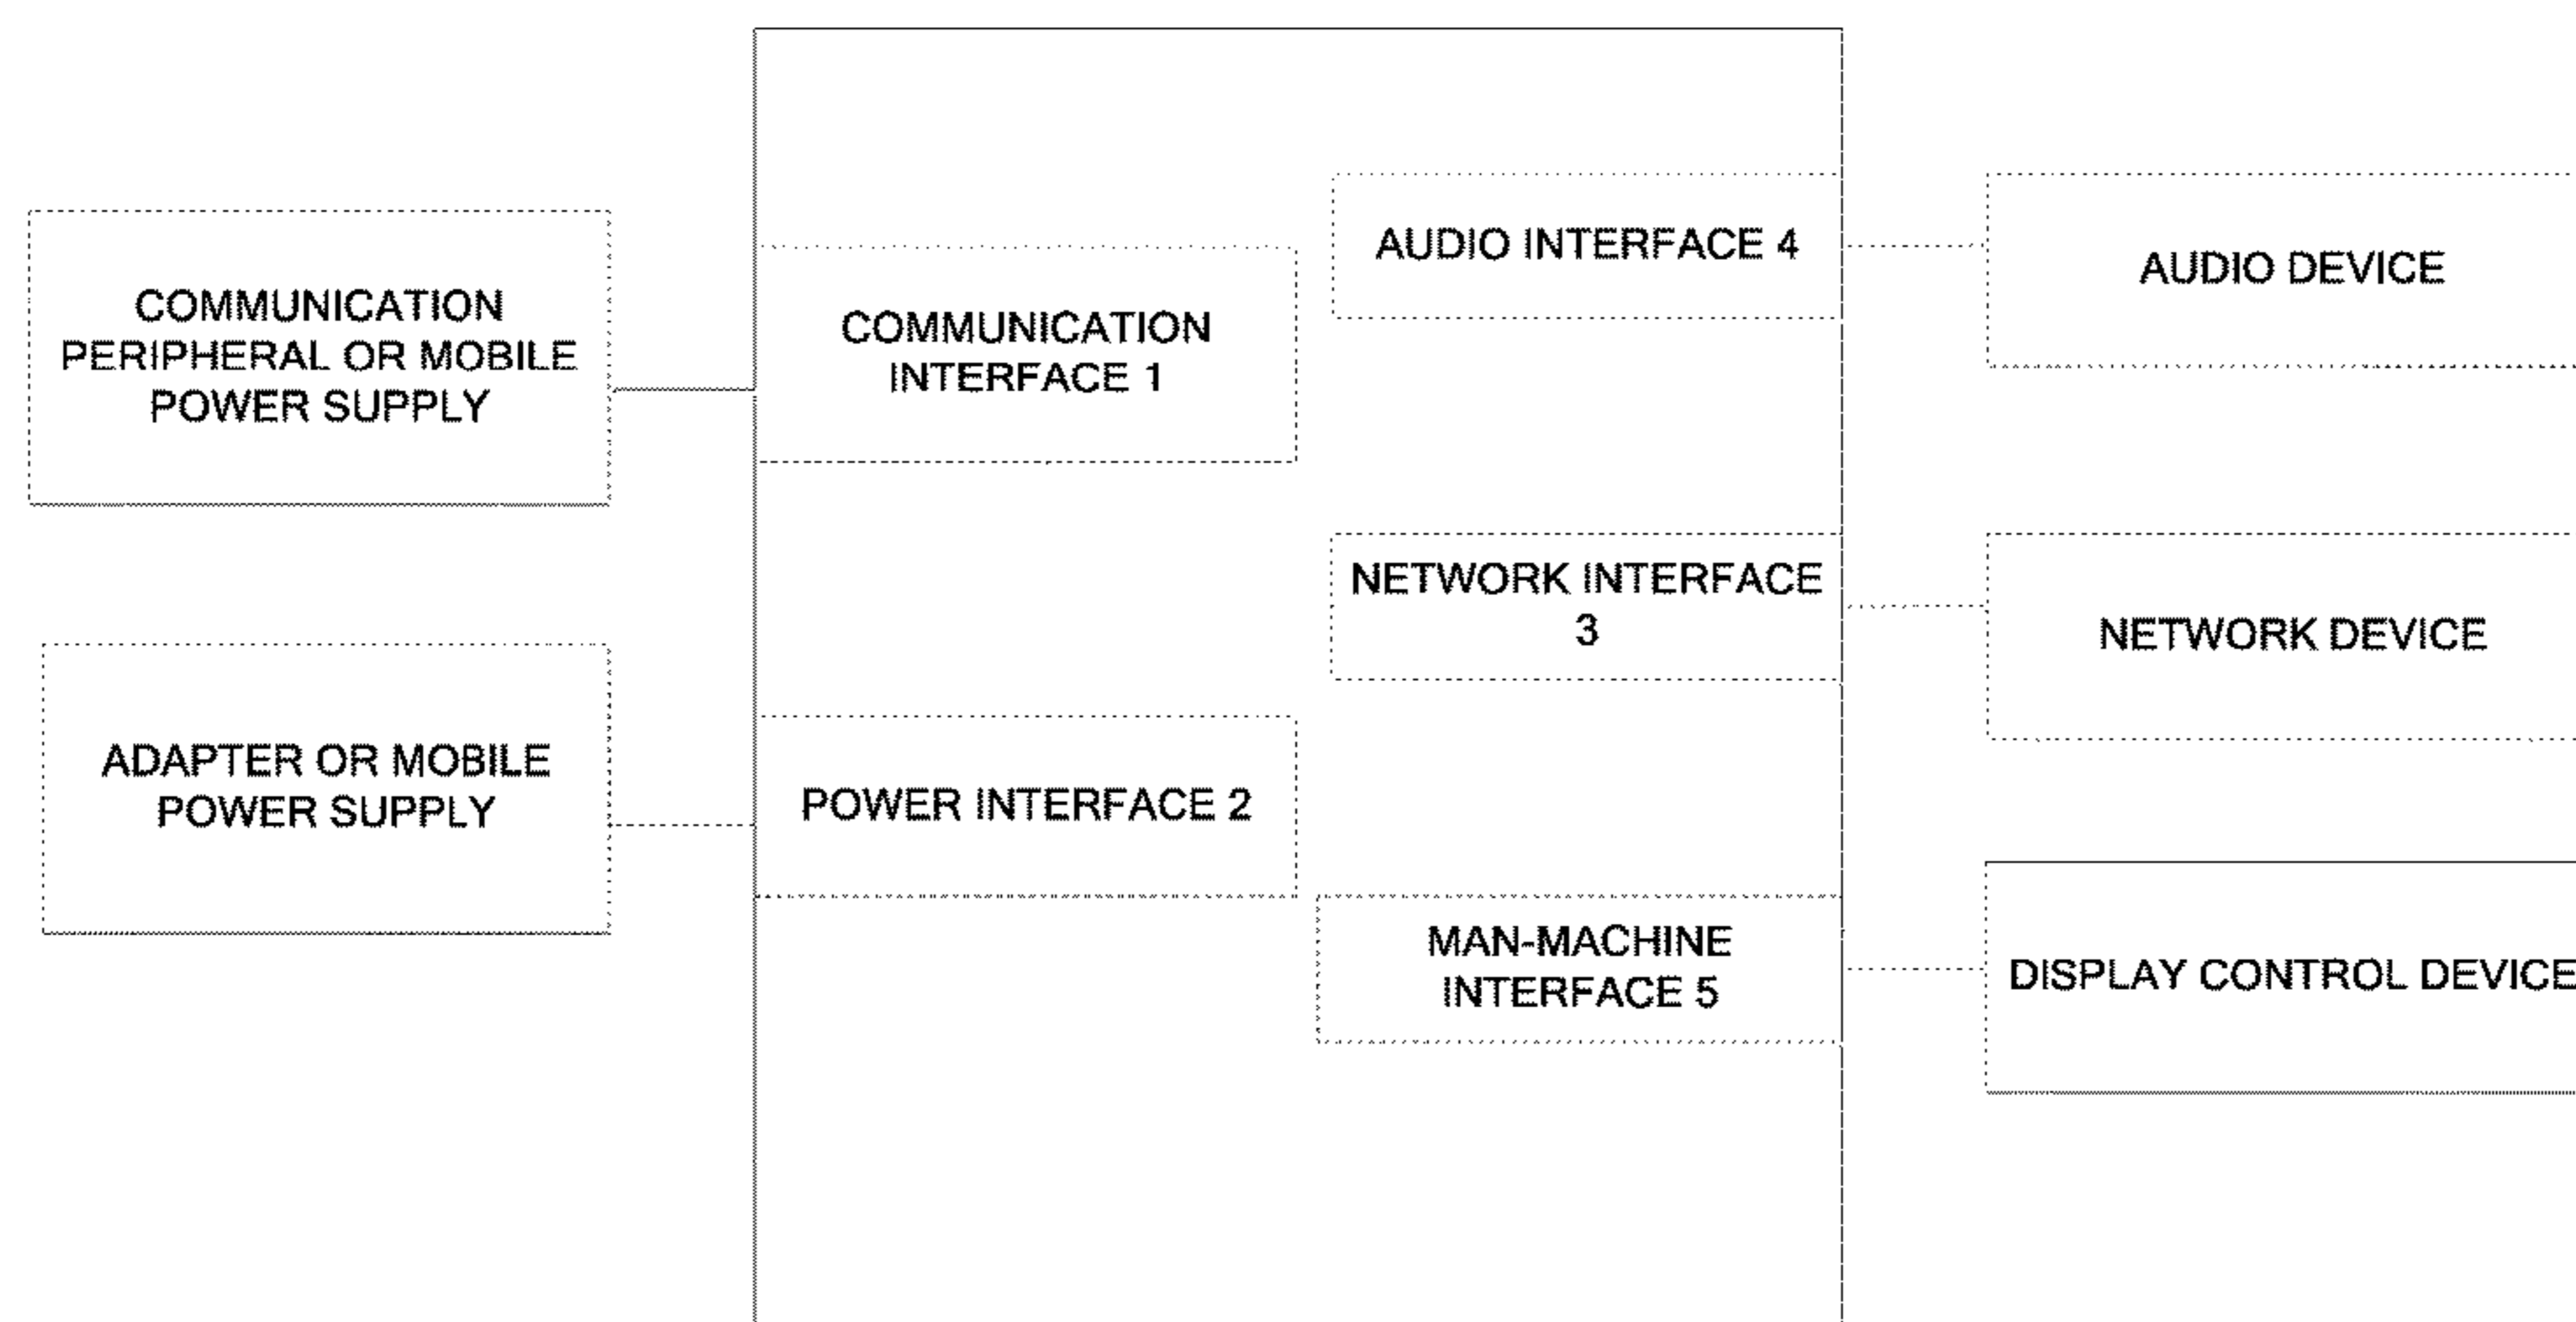 COMMUNICATION
PERIPHERAL OR MOBILE
POWER SUPPLY
ADAPTER OR MOBILE
POWER SUPPLY
COMMUNICATION
INTERFACE 1
POWER INTERFACE 2
AUDIO INTERFACE 4
NETWORK INTERFACE
3
MAN-MACHINE
INTERFACE 5
AUDIO DEVICE
NETWORK DEVICE
DISPLAY CONTROL DEVICE